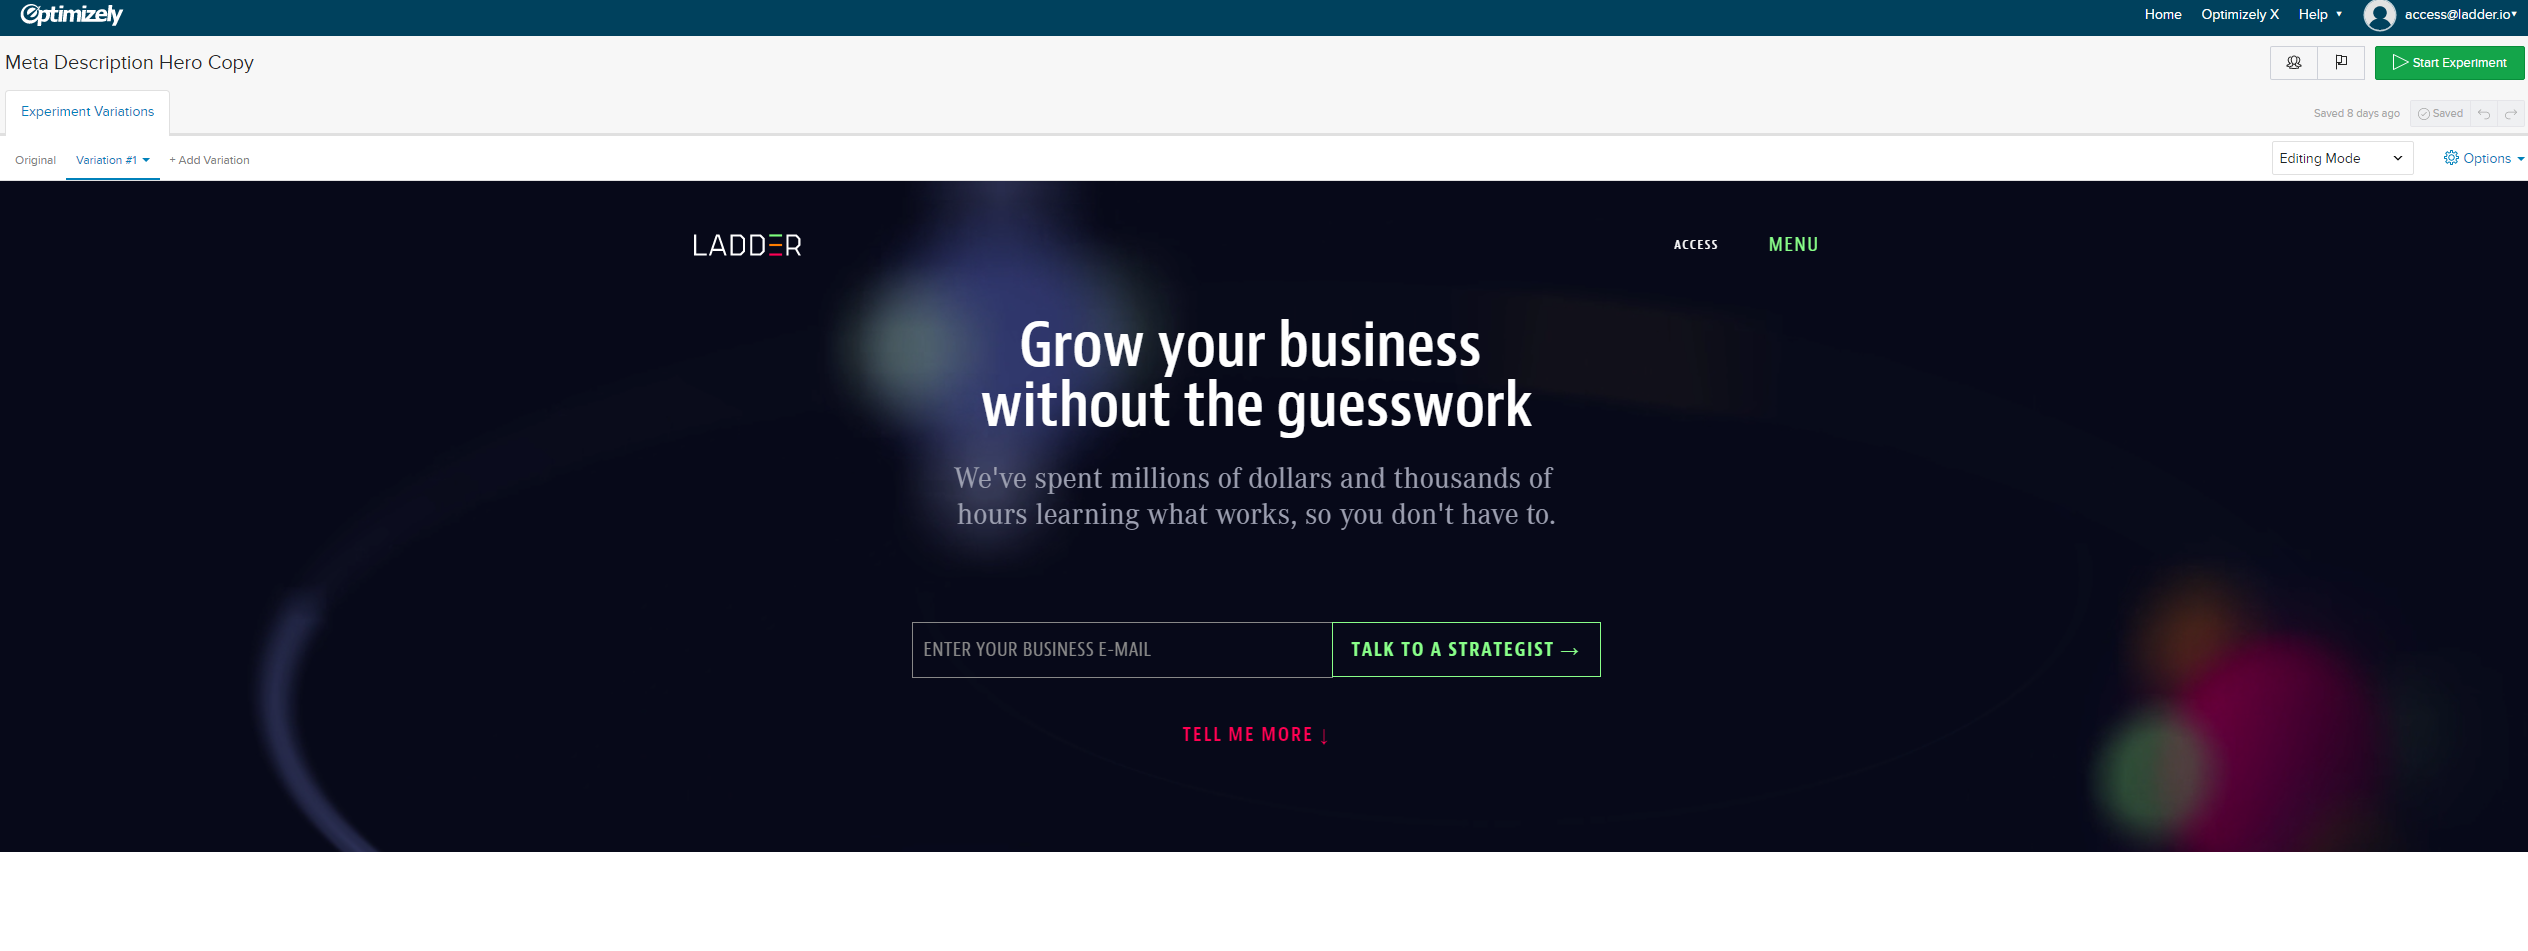 Optimizely
Home Optimizely X Help access@ladder.io
Meta Description Hero Copy
Start Experiment
Experiment Variations
Saved 8 days ago Saved
Original Variation #1 + Add Variation
Editing Mode Options
LADDER ACCESS MENU
Grow your business
without the guesswork
We've spent millions of dollars and thousands of
hours learning what works, so you don't have to.
ENTER YOUR BUSINESS E-MAIL TALK TO A STRATEGIST →
TELL ME MORE ↓